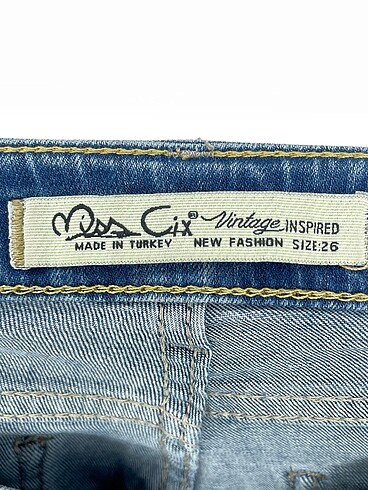 Miss Cix® Vintage INSPIRED
MADE IN TURKEY NEW FASHION SIZE:26